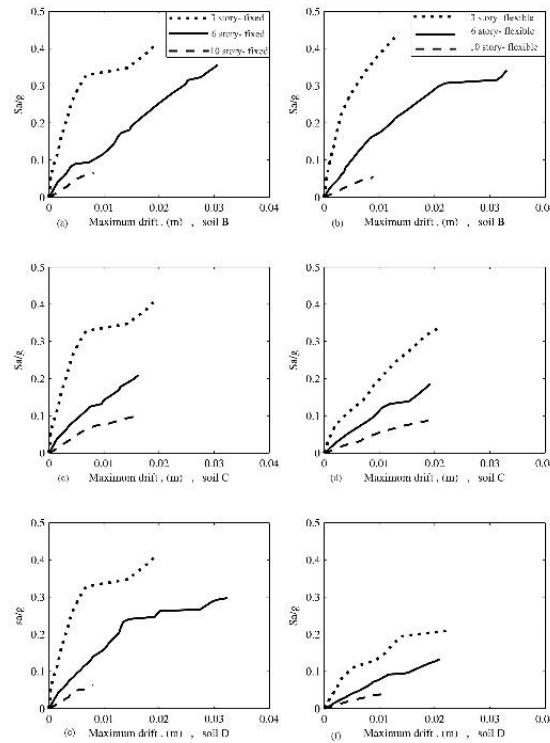 3 story- fixed
6 story- fixed
10 story- fixed
0.5
0.4
0.3
0.2
0.1
0
Sa/g
0 0.01 0.02 0.03 0.04
(a) Maximum drift , (m) , soil B
3 story- flexible
6 story- flexible
10 story- flexible
0.5
0.4
0.3
0.2
0.1
0
Sa/g
0 0.01 0.02 0.03 0.04
(b) Maximum drift , (m) , soil B
0.5
0.4
0.3
0.2
0.1
0
Sa/g
0 0.01 0.02 0.03 0.04
(c) Maximum drift , (m) , soil C
0.5
0.4
0.3
0.2
0.1
0
Sa/g
0 0.01 0.02 0.03 0.04
(d) Maximum drift , (m) , soil C
0.5
0.4
0.3
0.2
0.1
0
sa/g
0 0.01 0.02 0.03 0.04
(e) Maximum drift , (m) , soil D
0.5
0.4
0.3
0.2
0.1
0
Sa/g
0 0.01 0.02 0.03 0.04
(f) Maximum drift , (m) , soil D